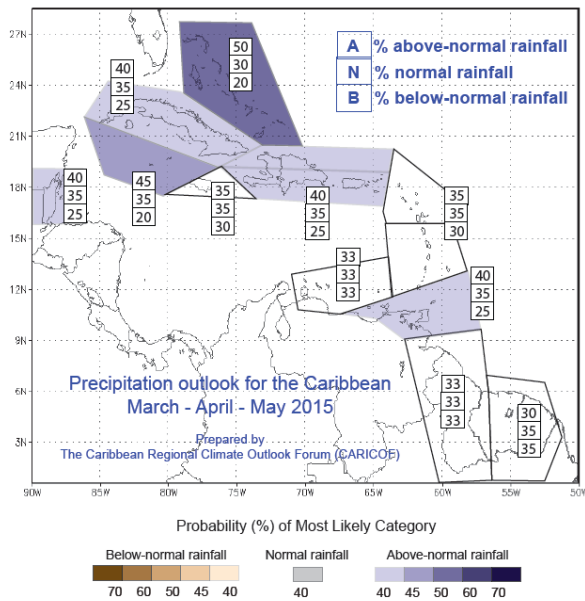 27N
24N
21N
18N
15N
12N
9N
6N
3N
A % above-normal rainfall
N % normal rainfall
B % below-normal rainfall
50
30
20
40
35
25
45
35
20
40
35
25
35
35
30
40
35
25
35
35
30
33
33
33
40
35
25
33
33
33
30
35
35
Precipitation outlook for the Caribbean
March - April - May 2015
Prepared by
The Caribbean Regional Climate Outlook Forum (CARICOF)
90W 85W 80W 75W 70W 65W 60W 55W 50W
Probability (%) of Most Likely Category
Below-normal rainfall Normal rainfall Above-normal rainfall
70 60 50 45 40 40 40 45 50 60 70